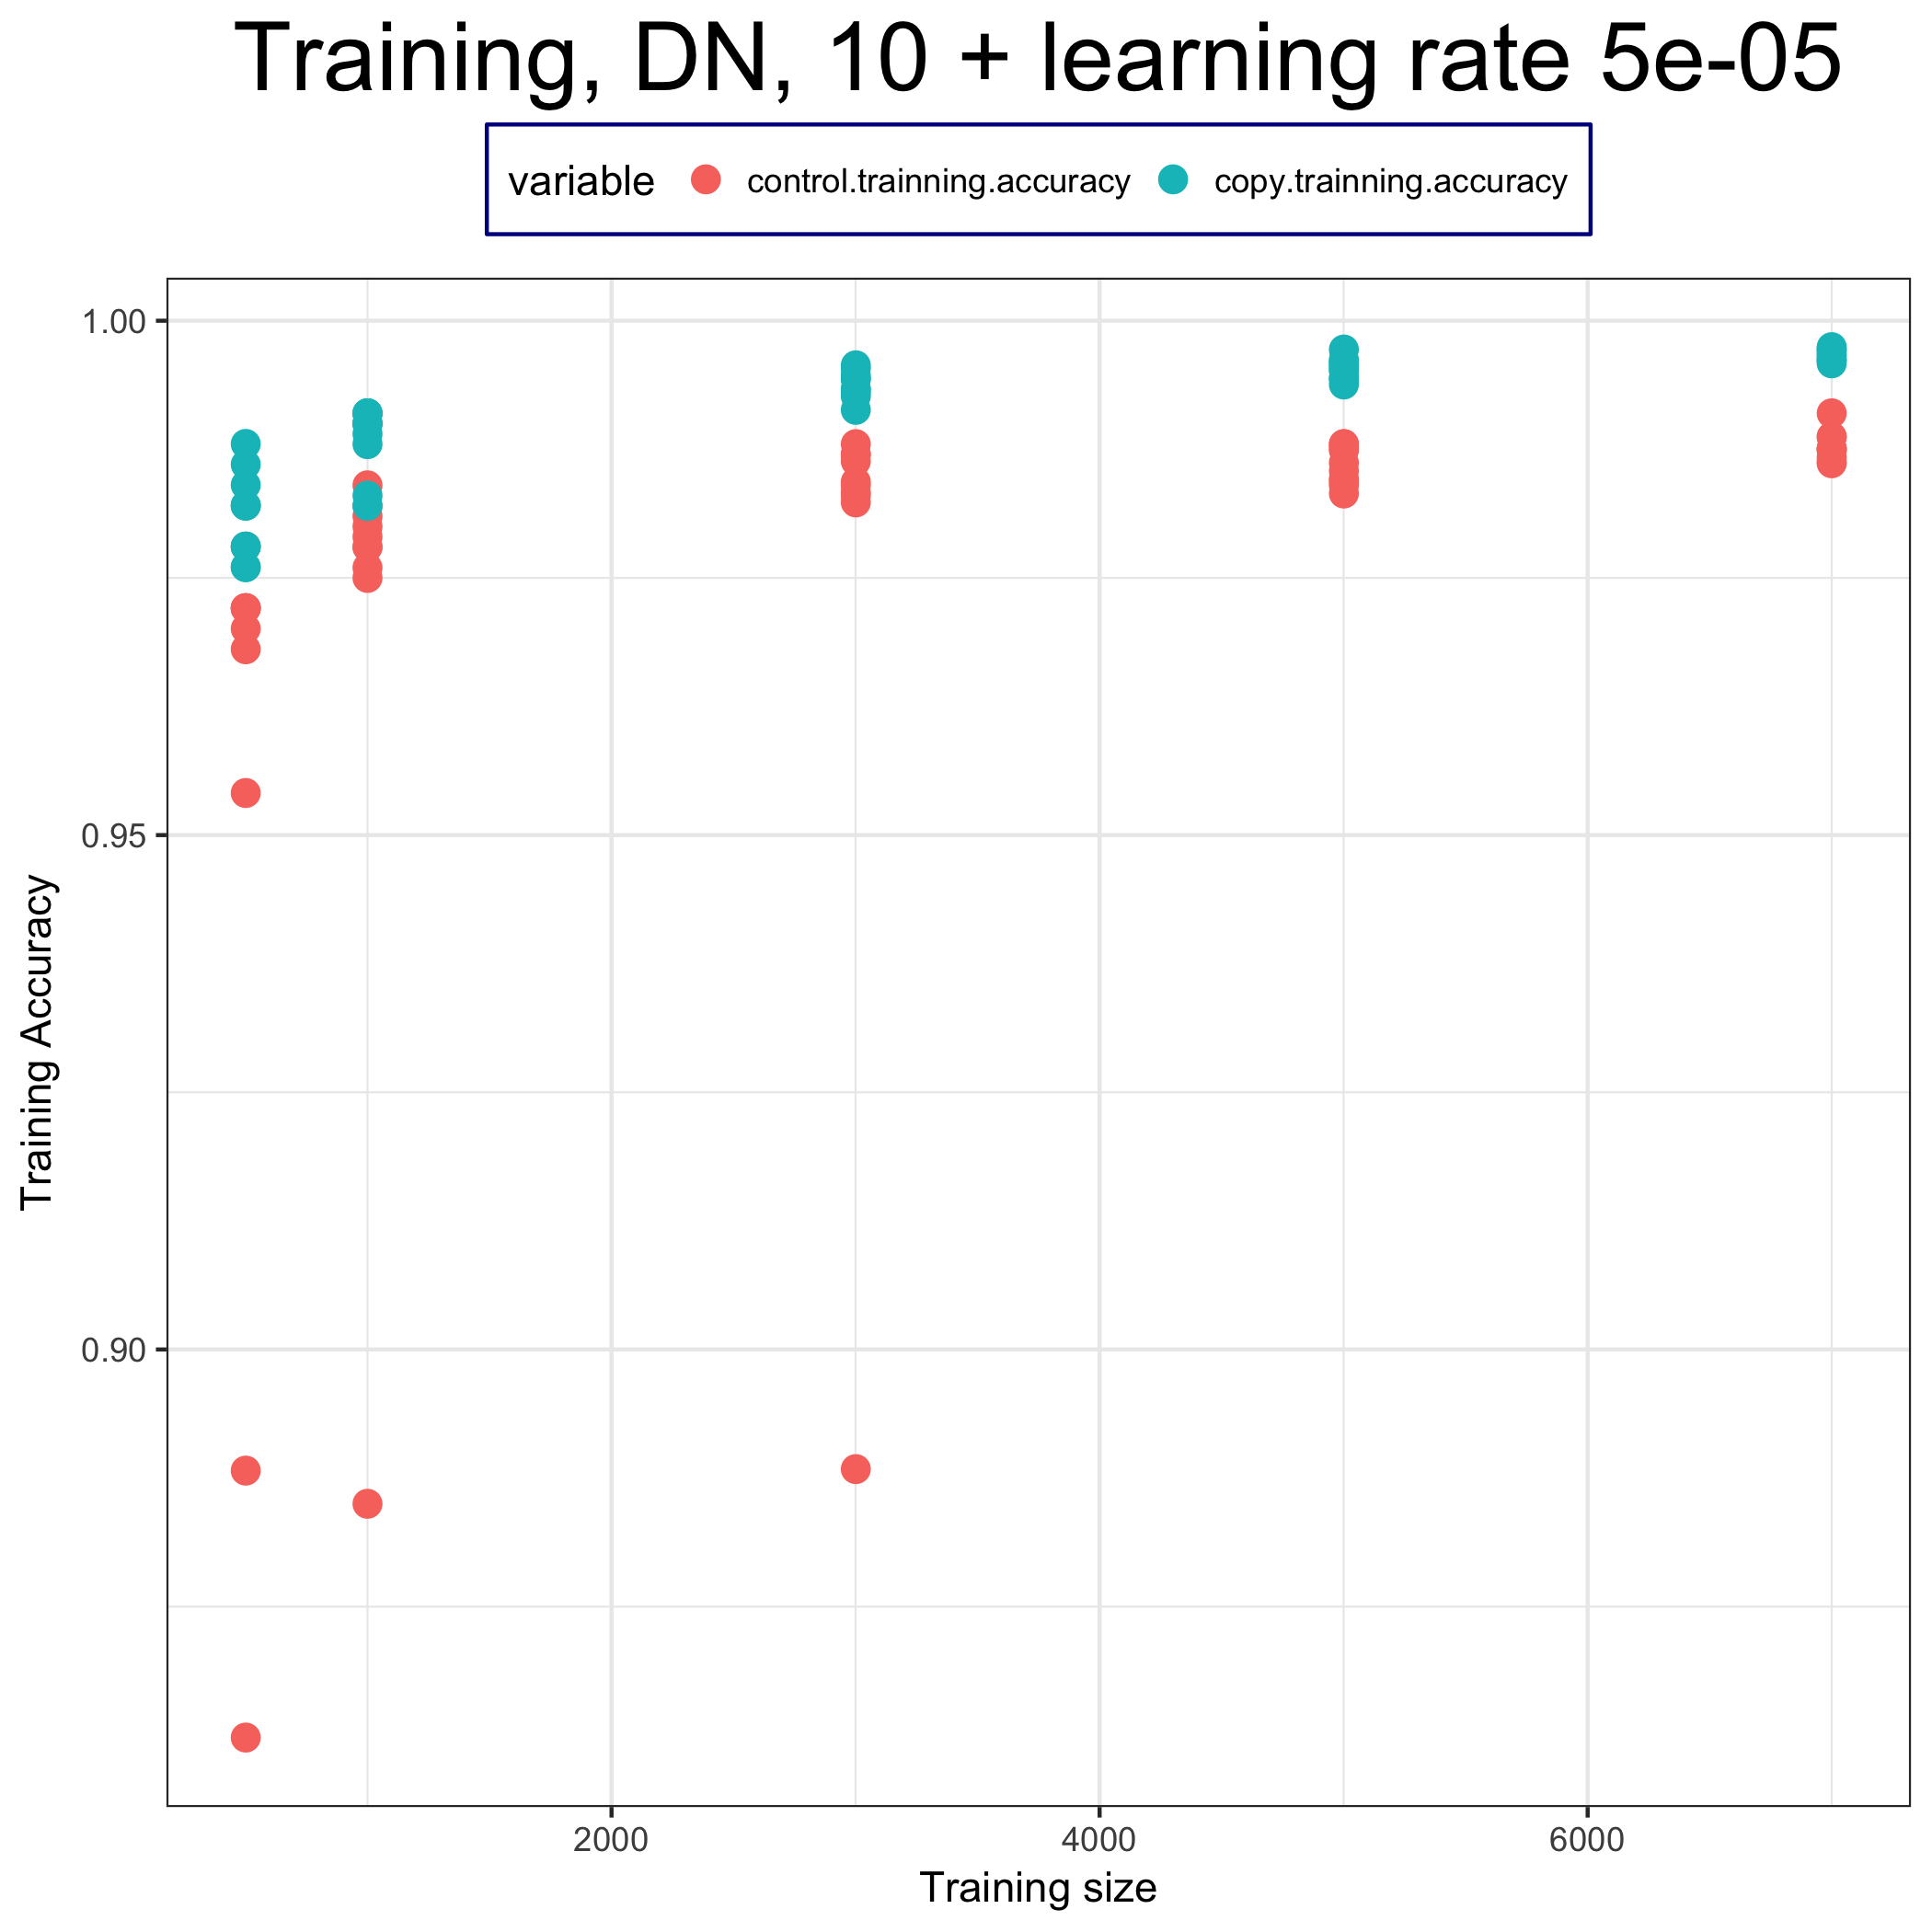 Training, DN, 10 + learning rate 5e-05
variable control.trainning.accuracy copy.trainning.accuracy
1.00
0.95
0.90
Training Accuracy
2000 4000 6000
Training size